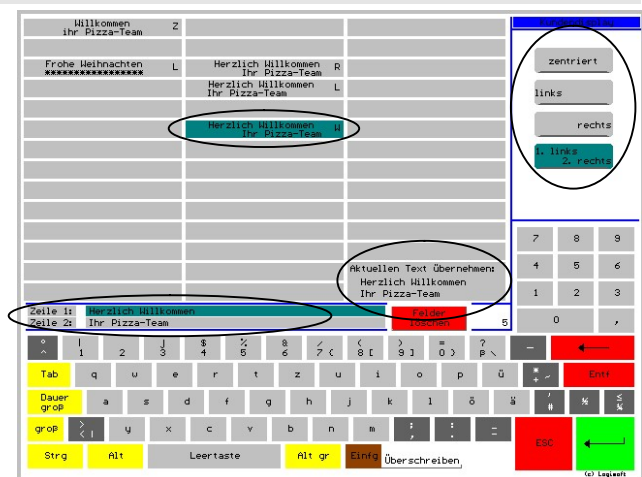 Willkommen Z
ihr Pizza-Team
Kundendisplay
Frohe Weihnachten L
******************
Herzlich Willkommen R
Ihr Pizza-Team
Herzlich Willkommen L
Ihr Pizza-Team
Herzlich Willkommen W
Ihr Pizza-Team
zentriert
links
rechts
1. links
2. rechts
Aktuellen Text übernehmen:
Herzlich Willkommen
Ihr Pizza-Team
7 8 9
4 5 6
1 2 3
0 ,
Zeile 1: Herzlich Willkommen
Zeile 2: Ihr Pizza-Team
Felder
löschen
5
° ! J $ % & / ( ) = ?
^ 1 2 3 4 5 6 7 { 8 [ 9 ] 0 } β \ -
Tab q w e r t z u i o p ü * + ~ Entf
Dauer
groβ
a s d f g h j k l ö ä ' # ½ ≤ ¼
groβ > < | y x c v b n m ; , : . _ -
ESC
Strg Alt Leertaste Alt gr Einfg Überschreiben
(c) Logisoft